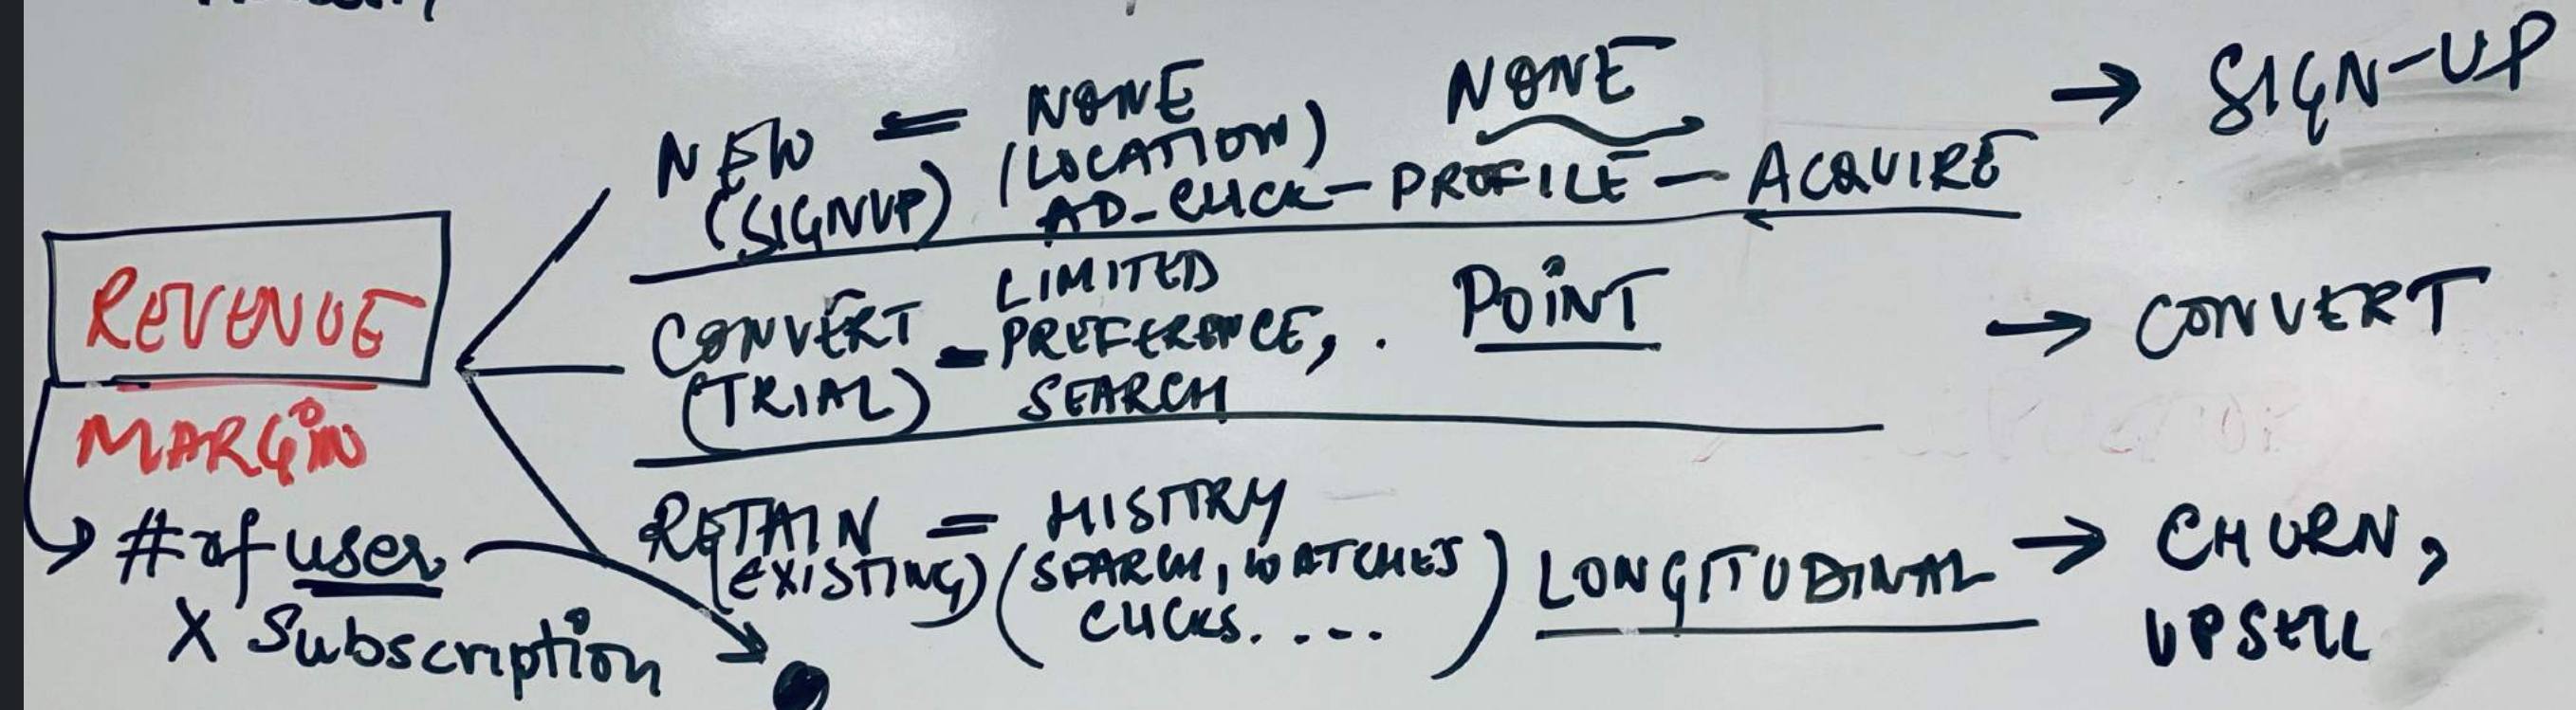 NEW = NONE NONE → SIGN-UP
(SIGNUP) (LOCATION)
AD-CLICK - PROFILE - ACQUIRE
REVENUE
MARGIN
# of user
X Subscription
CONVERT = LIMITED POINT → CONVERT
(TRIAL) PREFERENCE, .
SEARCH
RETAIN = HISTTRY
(EXISTING) (SEARCH, WATCHES) LONGITUDINAL → CHURN,
CLICKS.... UPSELL